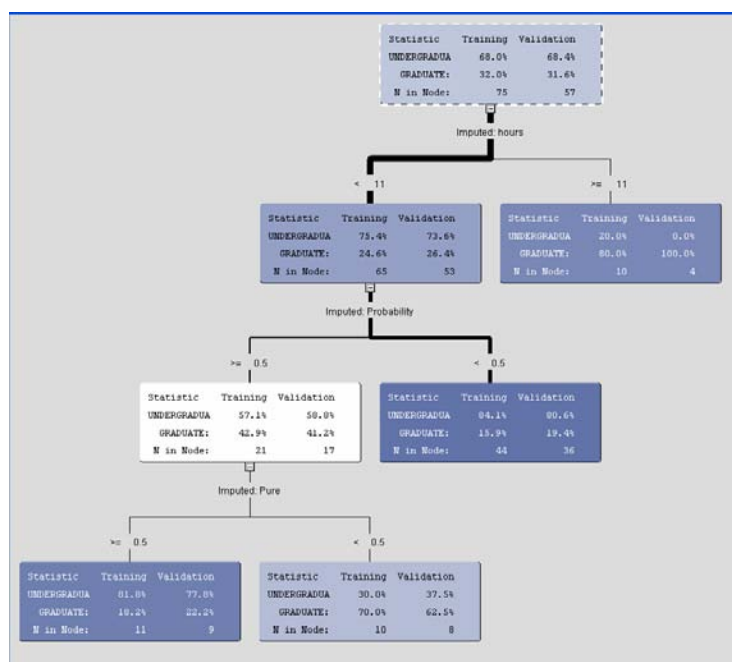 Statistic Training Validation
UNDERGRADUA 68.0% 68.4%
GRADUATE: 32.0% 31.6%
N in Node: 75 57
Imputed: hours
< 11
>= 11
Statistic Training Validation
UNDERGRADUA 75.4% 73.6%
GRADUATE: 24.6% 26.4%
N in Node: 65 53
Statistic Training Validation
UNDERGRADUA 20.0% 0.0%
GRADUATE: 80.0% 100.0%
N in Node: 10 4
Imputed: Probability
>= 0.5
< 0.5
Statistic Training Validation
UNDERGRADUA 57.1% 58.8%
GRADUATE: 42.9% 41.2%
N in Node: 21 17
Statistic Training Validation
UNDERGRADUA 84.1% 80.6%
GRADUATE: 15.9% 19.4%
N in Node: 44 36
Imputed: Pure
>= 0.5
< 0.5
Statistic Training Validation
UNDERGRADUA 81.8% 77.8%
GRADUATE: 18.2% 22.2%
N in Node: 11 9
Statistic Training Validation
UNDERGRADUA 30.0% 37.5%
GRADUATE: 70.0% 62.5%
N in Node: 10 8